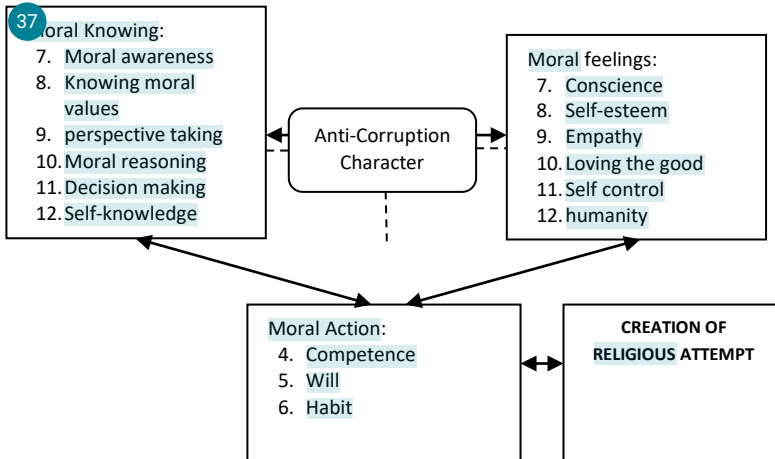 37
oral Knowing:
7. Moral awareness
8. Knowing moral
values
9. perspective taking
10. Moral reasoning
11. Decision making
12. Self-knowledge
Anti-Corruption
Character
Moral feelings:
7. Conscience
8. Self-esteem
9. Empathy
10. Loving the good
11. Self control
12. humanity
Moral Action:
4. Competence
5. Will
6. Habit
CREATION OF
RELIGIOUS ATTEMPT